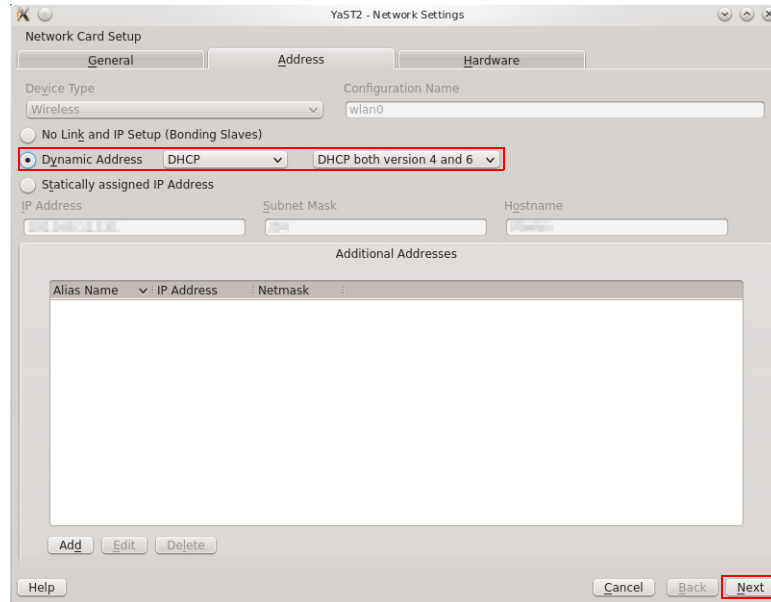 YaST2 - Network Settings
Network Card Setup
General Address Hardware
Device Type Configuration Name
Wireless wlan0
No Link and IP Setup (Bonding Slaves)
Dynamic Address DHCP DHCP both version 4 and 6
Statically assigned IP Address
IP Address Subnet Mask Hostname
Additional Addresses
Alias Name IP Address Netmask
Add Edit Delete
Help Cancel Back Next